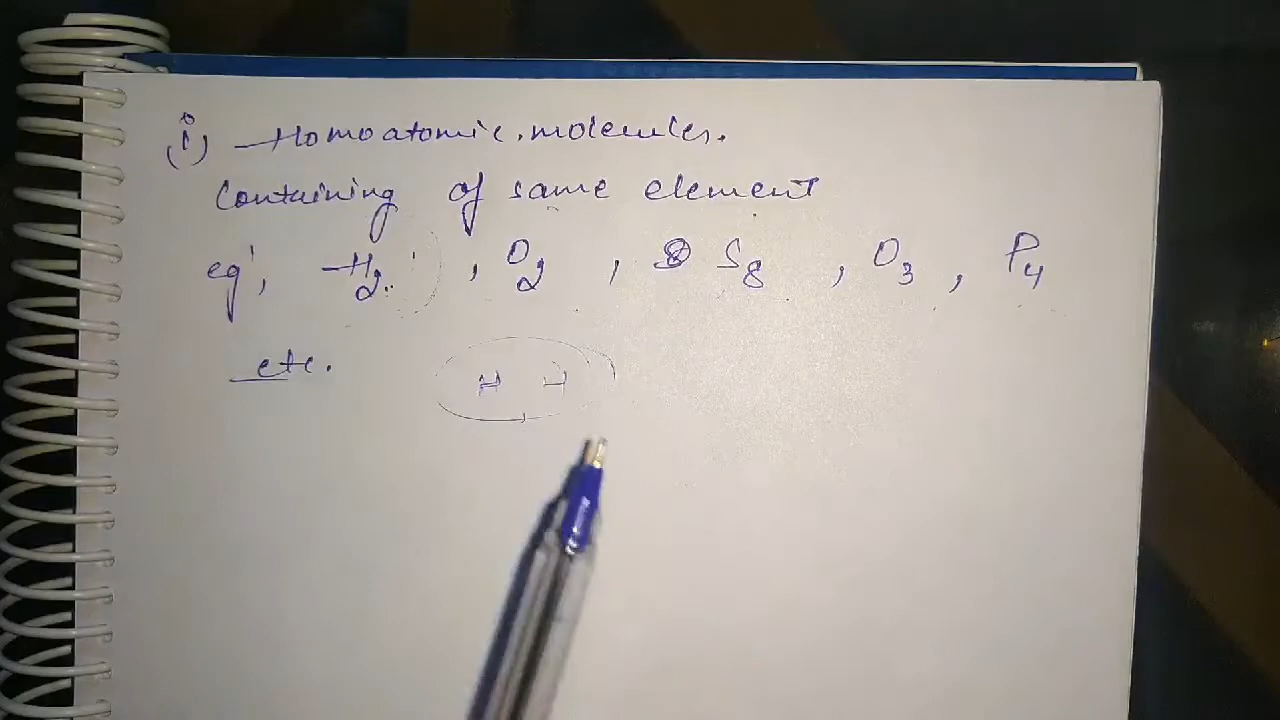 (i) Homoatomic molecules.
Containing of same element
eg', H2 , O2 , S8 , O3 , P4
etc.
H H